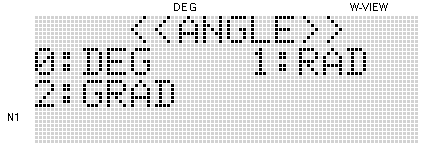 DEG W-VIEW
<<ANGLE>>
0:DEG 1:RAD
2:GRAD
N1